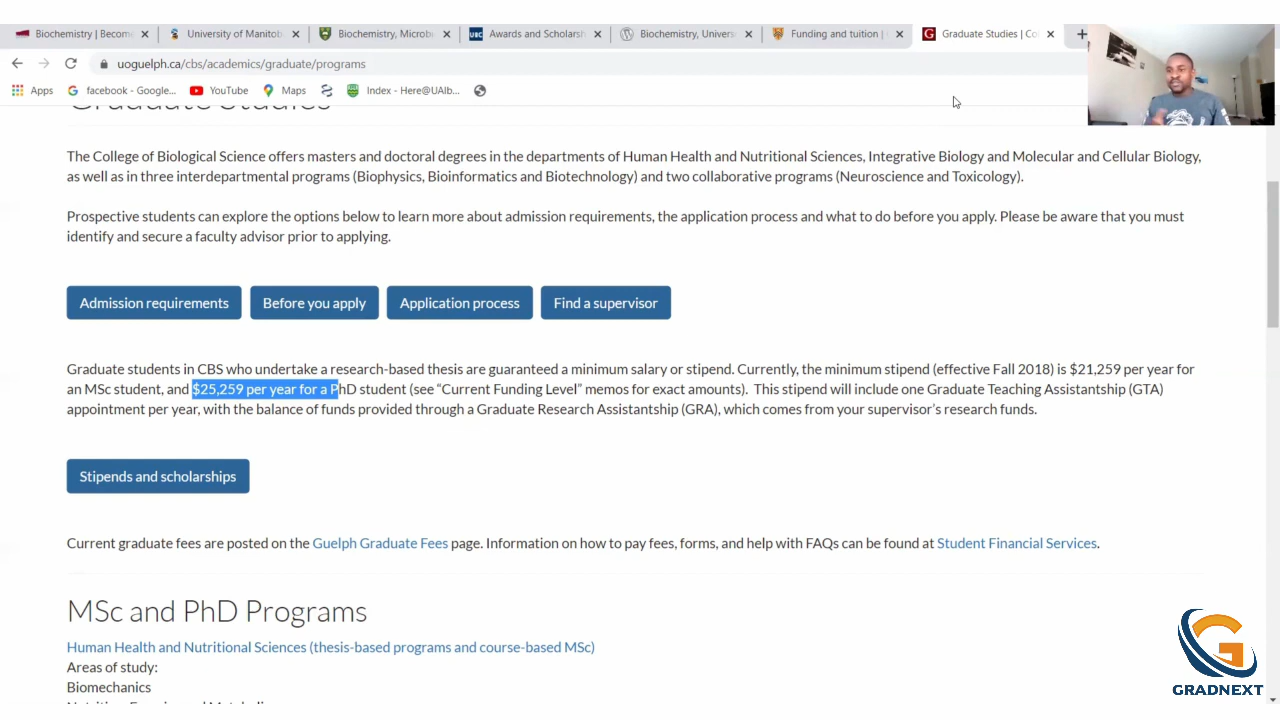 Biochemistry | Become
University of Manitob
Biochemistry, Microbi
UBC
Awards and Scholarsh
Biochemistry, Univers
Funding and tuition |
G
Graduate Studies | Co
uoguelph.ca/cbs/academics/graduate/programs
Apps
facebook - Google...
YouTube
Maps
Index - Here@UAlb...
Graduate Studies
The College of Biological Science offers masters and doctoral degrees in the departments of Human Health and Nutritional Sciences, Integrative Biology and Molecular and Cellular Biology,
as well as in three interdepartmental programs (Biophysics, Bioinformatics and Biotechnology) and two collaborative programs (Neuroscience and Toxicology).
Prospective students can explore the options below to learn more about admission requirements, the application process and what to do before you apply. Please be aware that you must
identify and secure a faculty advisor prior to applying.
Admission requirements
Before you apply
Application process
Find a supervisor
Graduate students in CBS who undertake a research-based thesis are guaranteed a minimum salary or stipend. Currently, the minimum stipend (effective Fall 2018) is $21,259 per year for
an MSc student, and $25,259 per year for a PhD student (see “Current Funding Level” memos for exact amounts). This stipend will include one Graduate Teaching Assistantship (GTA)
appointment per year, with the balance of funds provided through a Graduate Research Assistantship (GRA), which comes from your supervisor’s research funds.
Stipends and scholarships
Current graduate fees are posted on the Guelph Graduate Fees page. Information on how to pay fees, forms, and help with FAQs can be found at Student Financial Services.
MSc and PhD Programs
Human Health and Nutritional Sciences (thesis-based programs and course-based MSc)
Areas of study:
Biomechanics
GRADNEXT